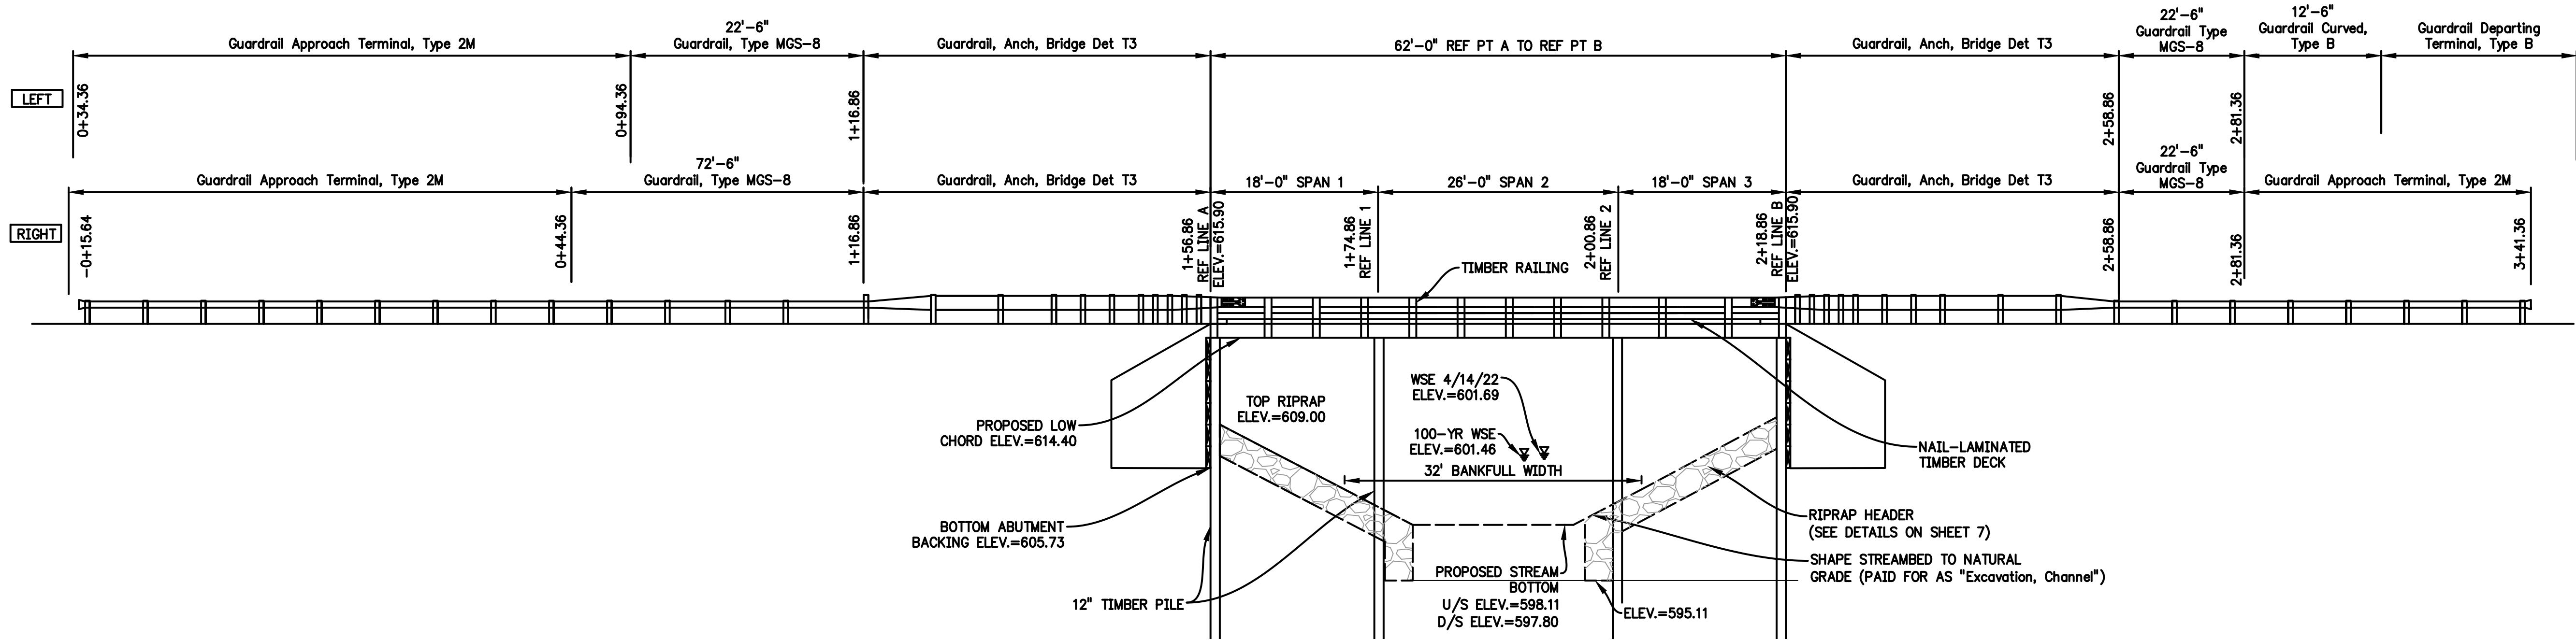 22'-6"
Guardrail Approach Terminal, Type 2M
Guardrail, Type MGS-8
Guardrail, Anch, Bridge Det T3
62'-0" REF PT A TO REF PT B
Guardrail, Anch, Bridge Det T3
22'-6"
Guardrail Type
MGS-8
12'-6"
Guardrail Curved,
Type B
Guardrail Departing
Terminal, Type B
LEFT
0+34.36
0+94.36
1+16.86
2+58.86
2+81.36
72'-6"
Guardrail Approach Terminal, Type 2M
Guardrail, Type MGS-8
Guardrail, Anch, Bridge Det T3
18'-0" SPAN 1
26'-0" SPAN 2
18'-0" SPAN 3
Guardrail, Anch, Bridge Det T3
22'-6"
Guardrail Type
MGS-8
Guardrail Approach Terminal, Type 2M
RIGHT
-0+15.64
0+44.36
1+16.86
1+56.86
REF LINE A
ELEV.=615.90
1+74.86
REF LINE 1
2+00.86
REF LINE 2
2+18.86
REF LINE B
ELEV.=615.90
2+58.86
2+81.36
3+41.36
TIMBER RAILING
WSE 4/14/22
ELEV.=601.69
TOP RIPRAP
ELEV.=609.00
100-YR WSE
ELEV.=601.46
32' BANKFULL WIDTH
PROPOSED LOW
CHORD ELEV.=614.40
NAIL-LAMINATED
TIMBER DECK
BOTTOM ABUTMENT
BACKING ELEV.=605.73
RIPRAP HEADER
(SEE DETAILS ON SHEET 7)
SHAPE STREAMBED TO NATURAL
GRADE (PAID FOR AS "Excavation, Channel")
PROPOSED STREAM
BOTTOM
U/S ELEV.=598.11
D/S ELEV.=597.80
12" TIMBER PILE
ELEV.=595.11